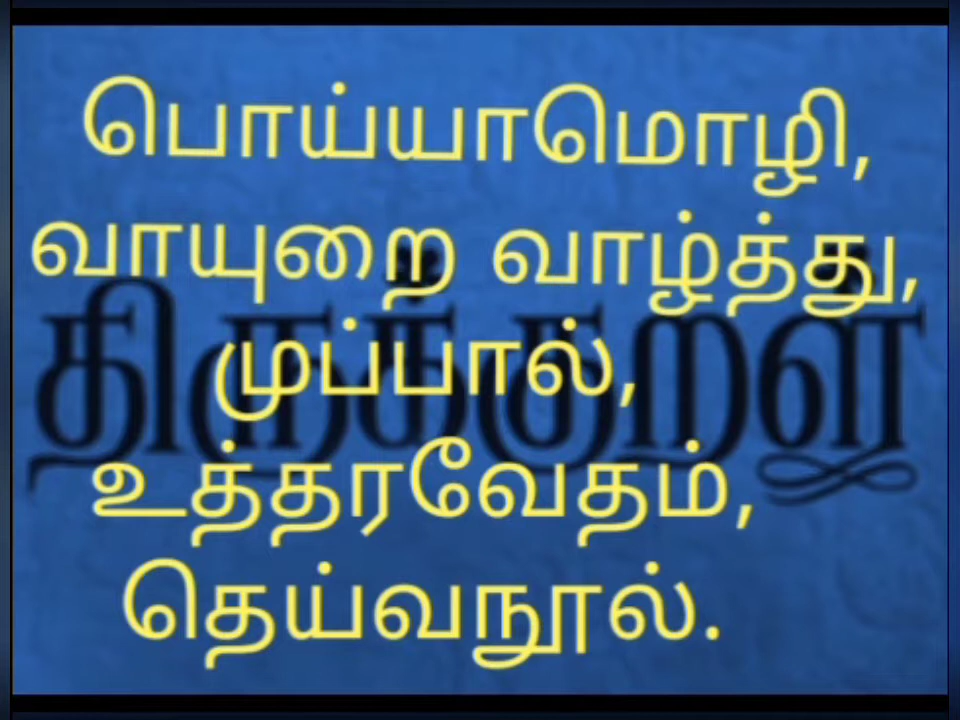 பொய்யாமொழி,
வாயுறை வாழ்த்து,
திருக்குறள்
முப்பால்,
உத்தரவேதம்,
தெய்வநூல்.